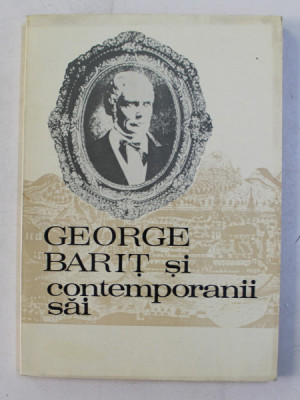 GEORGE
BARIȚ și
contemporanii
săi